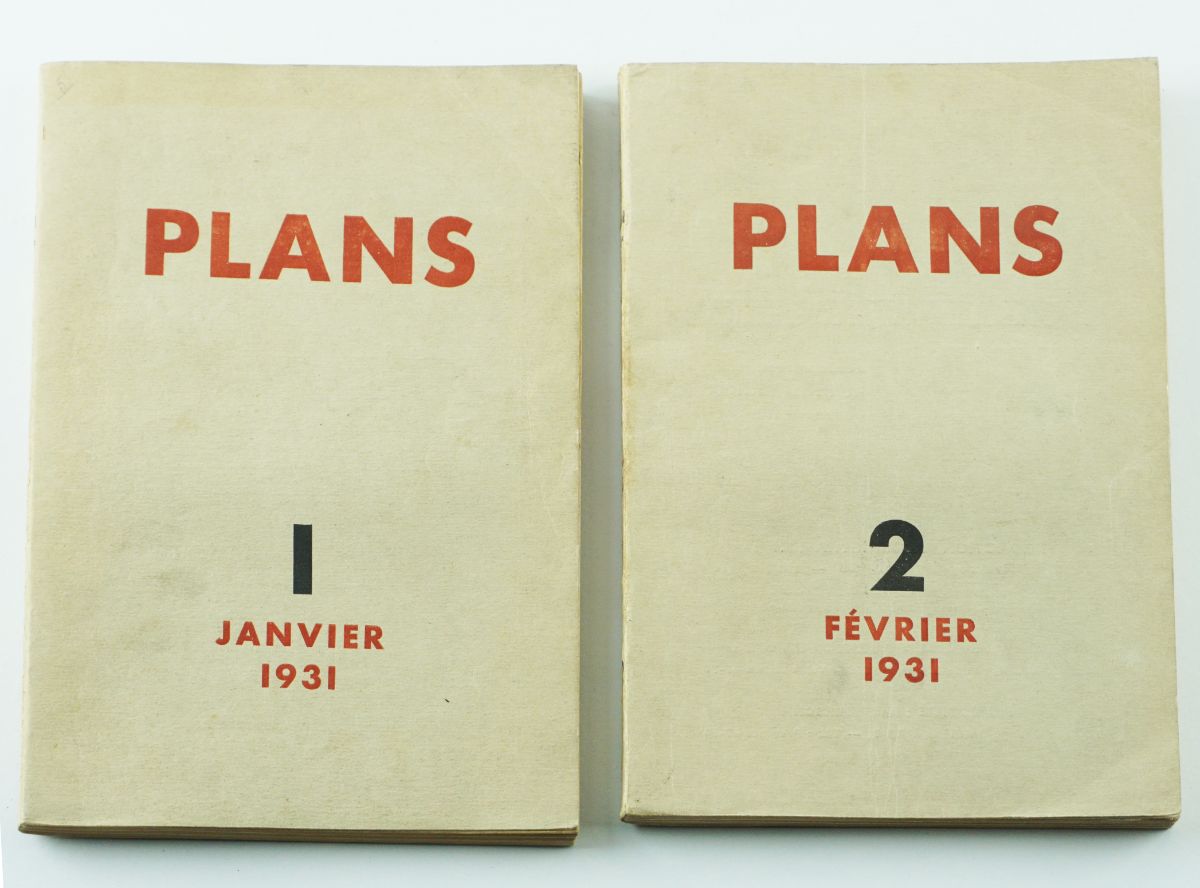 PLANS
1
JANVIER
1931
PLANS
2
FÉVRIER
1931